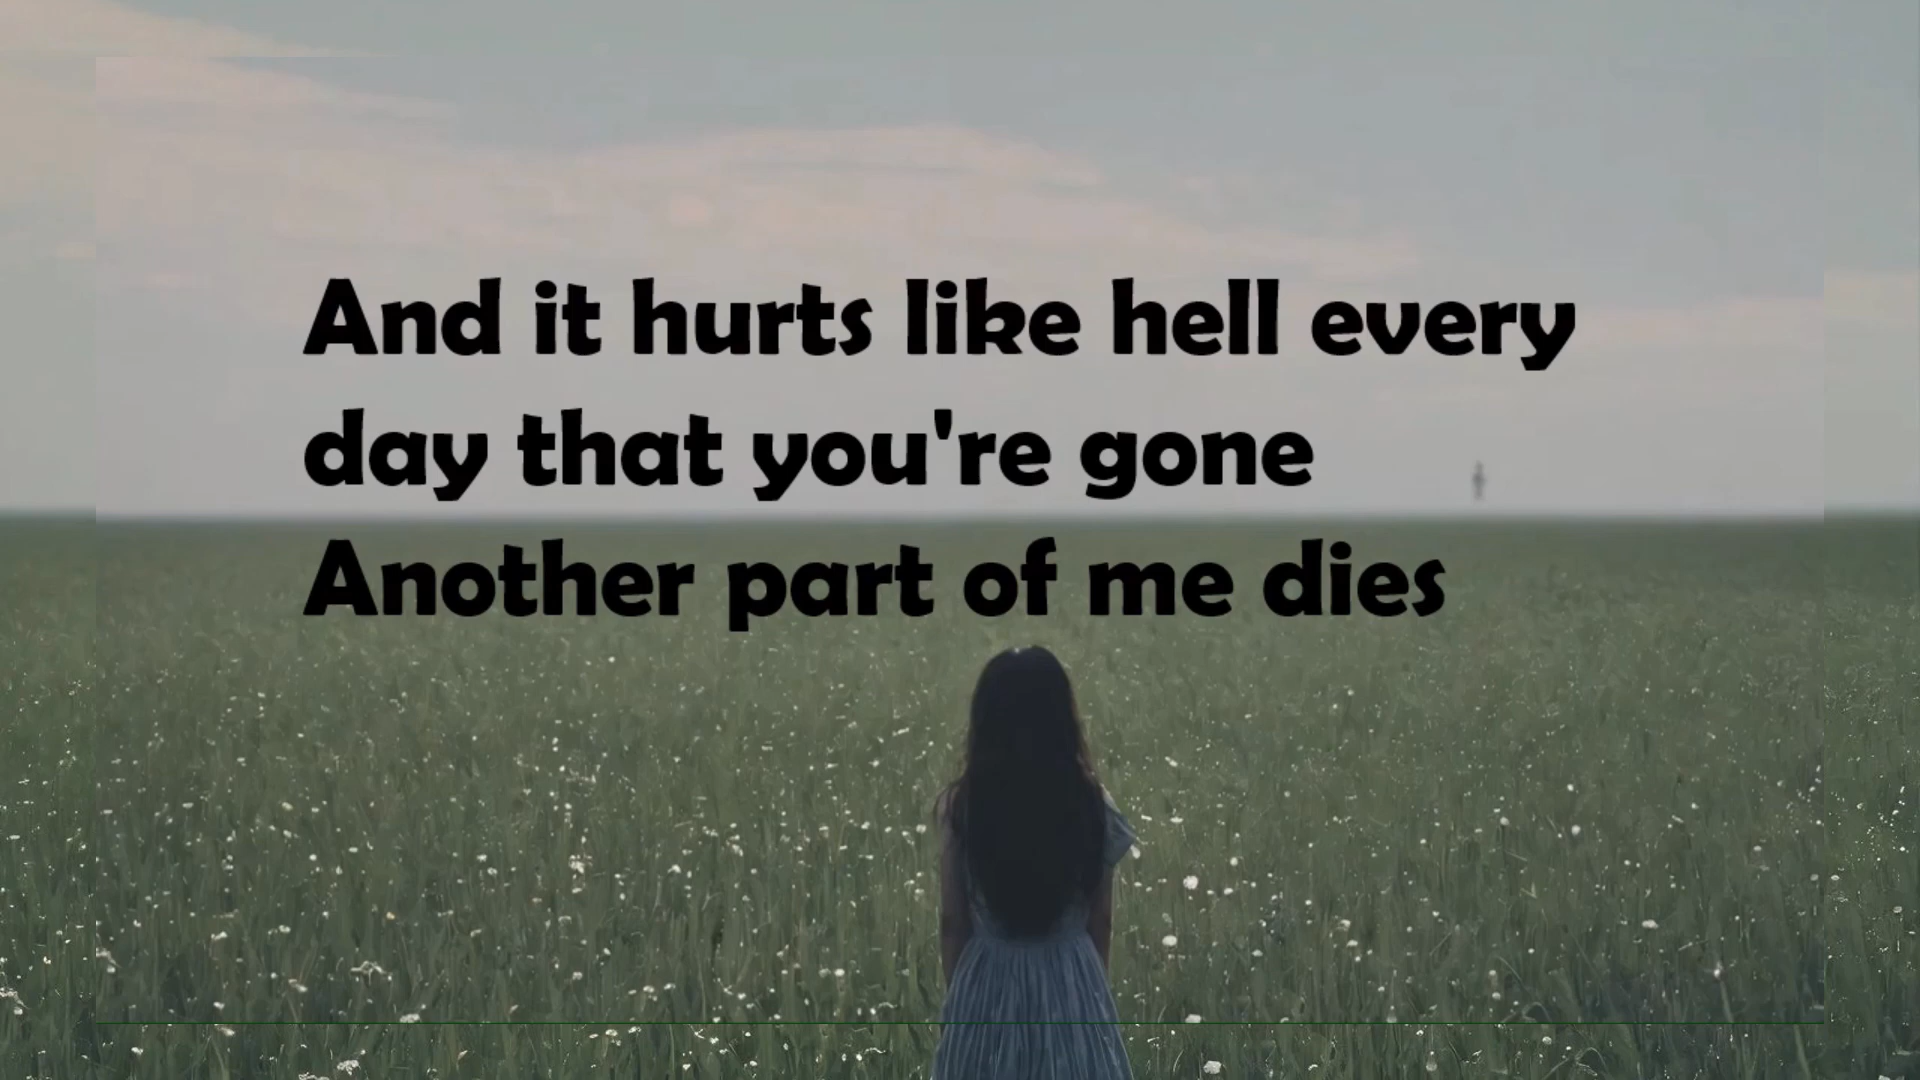 And it hurts like hell every
day that you're gone
Another part of me dies